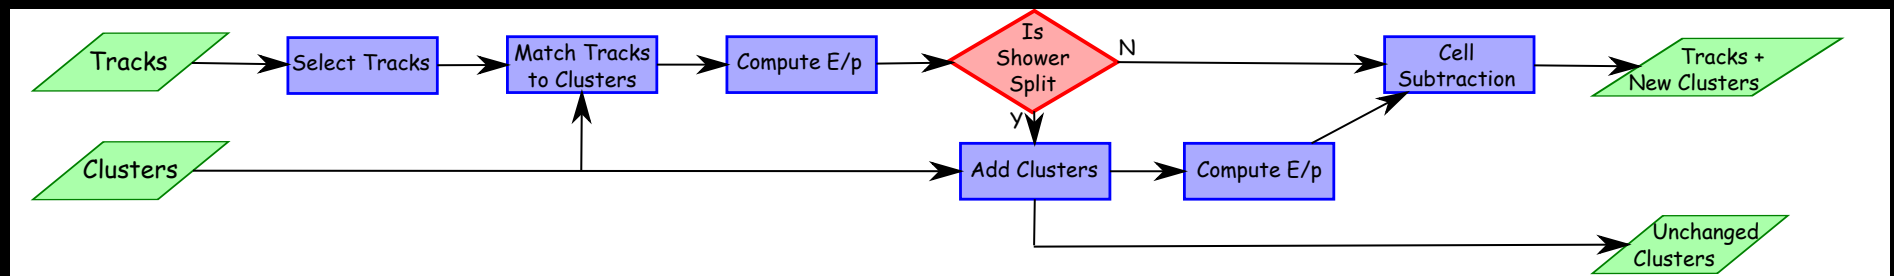 Tracks
Select Tracks
Match Tracks
to Clusters
Compute E/p
Is
Shower
Split
N
Y
Cell
Subtraction
Tracks +
New Clusters
Clusters
Add Clusters
Compute E/p
Unchanged
Clusters